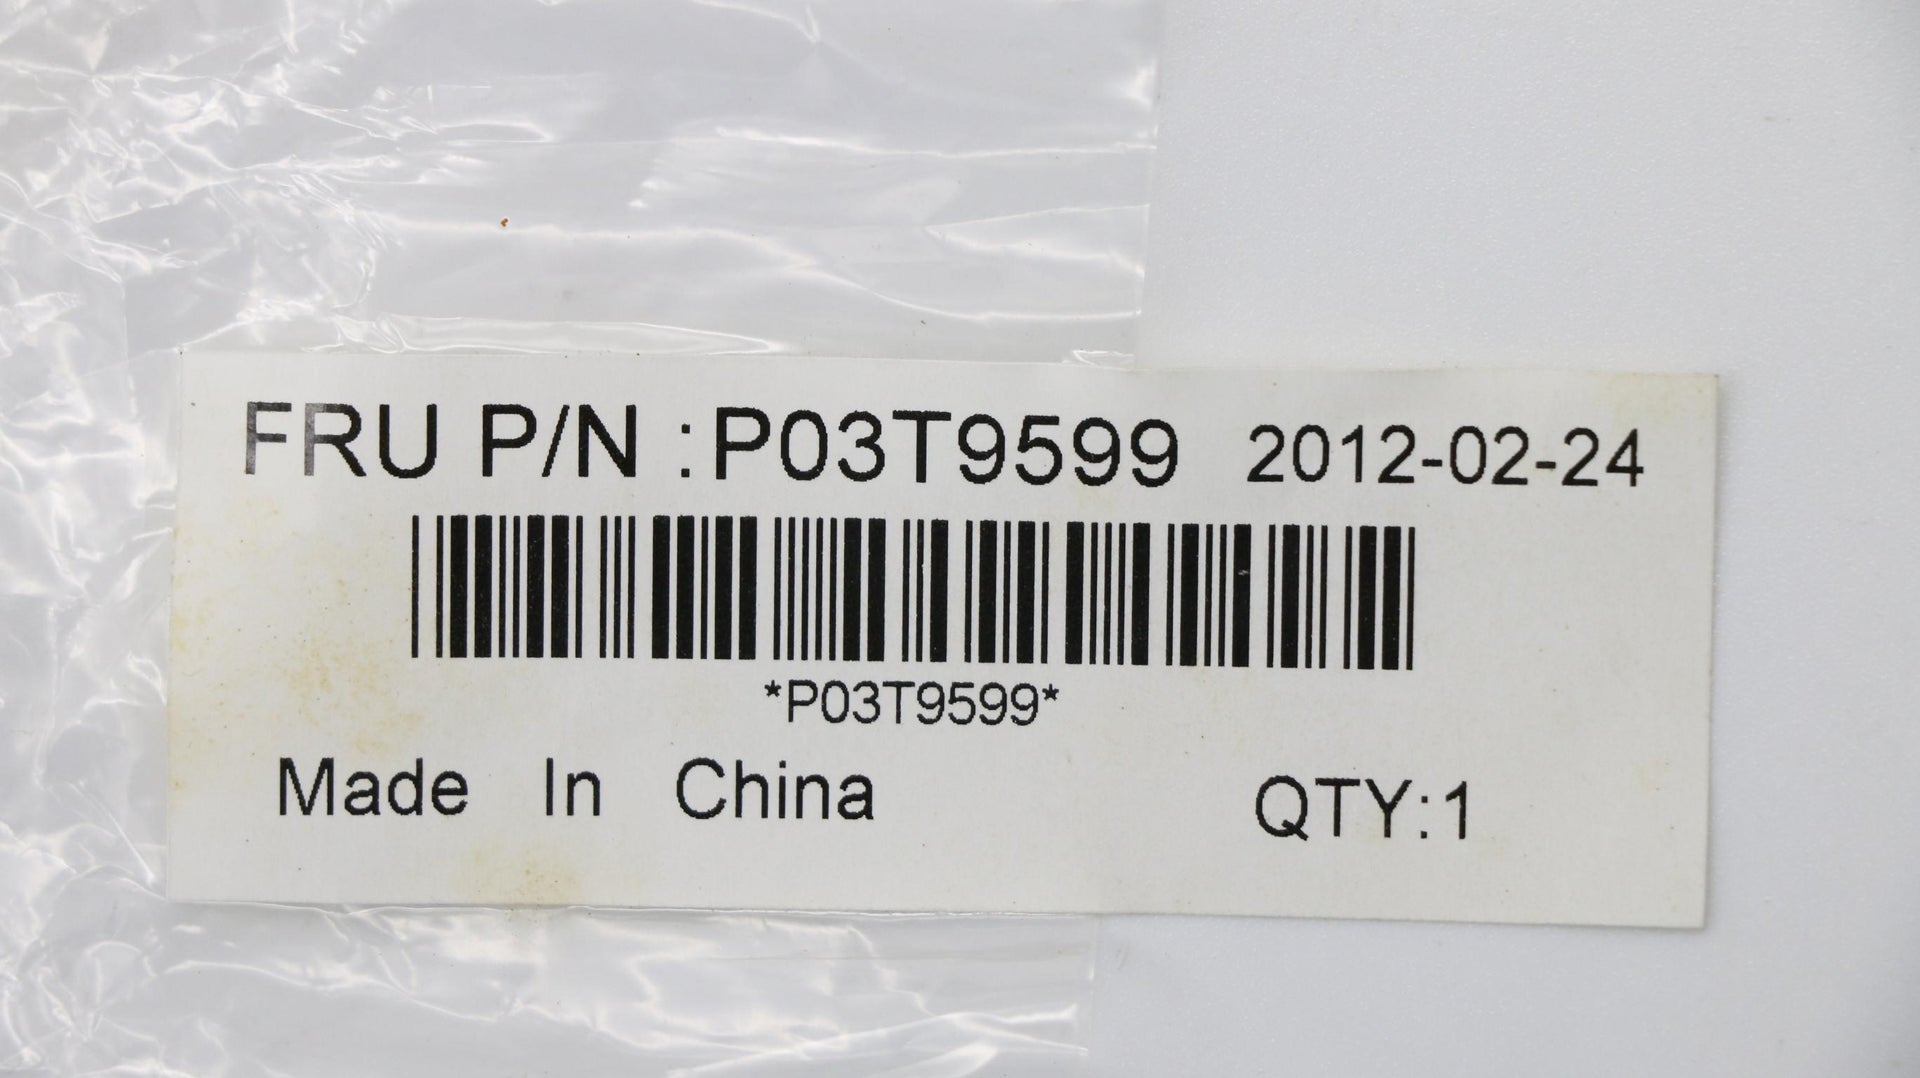 FRU P/N :P03T9599 2012-02-24
*P03T9599*
Made In China QTY:1